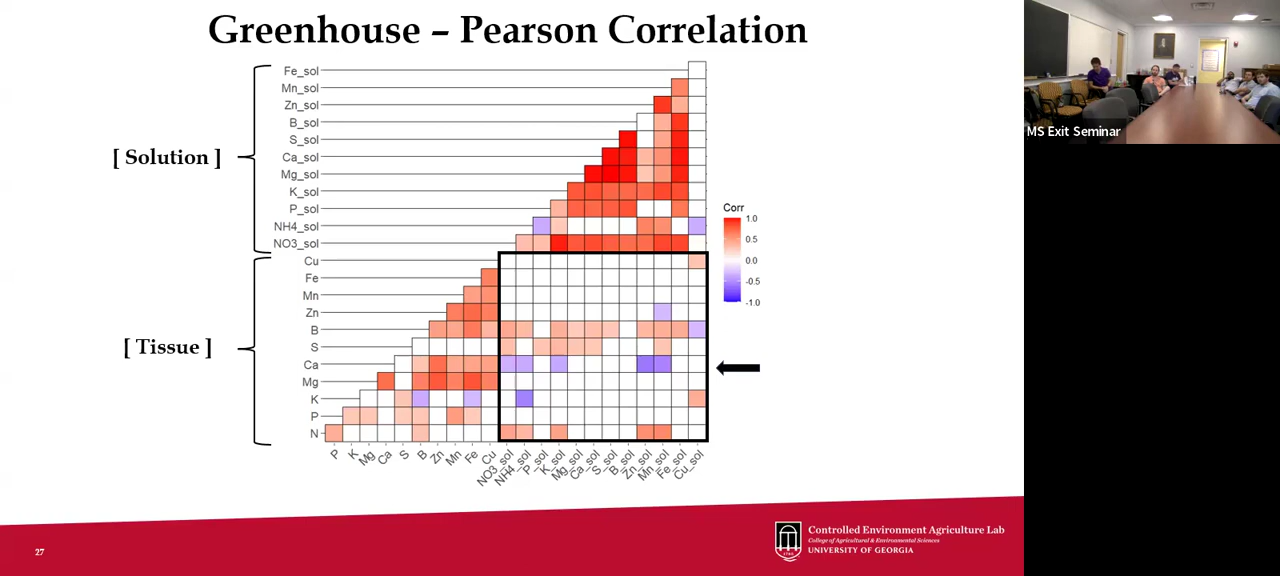 Greenhouse – Pearson Correlation
[ Solution ]
Fe_sol
Mn_sol
Zn_sol
B_sol
S_sol
Ca_sol
Mg_sol
K_sol
P_sol
NH4_sol
NO3_sol
[ Tissue ]
Cu
Fe
Mn
Zn
B
S
Ca
Mg
K
P
N
P
K
Mg
Ca
S
B
Zn
Mn
Fe
Cu
NO3_sol
NH4_sol
P_sol
K_sol
Mg_sol
Ca_sol
S_sol
B_sol
Zn_sol
Mn_sol
Fe_sol
Cu_sol
Corr
1.0
0.5
0.0
-0.5
-1.0
MS Exit Seminar
27
Controlled Environment Agriculture Lab
College of Agricultural & Environmental Sciences
UNIVERSITY OF GEORGIA